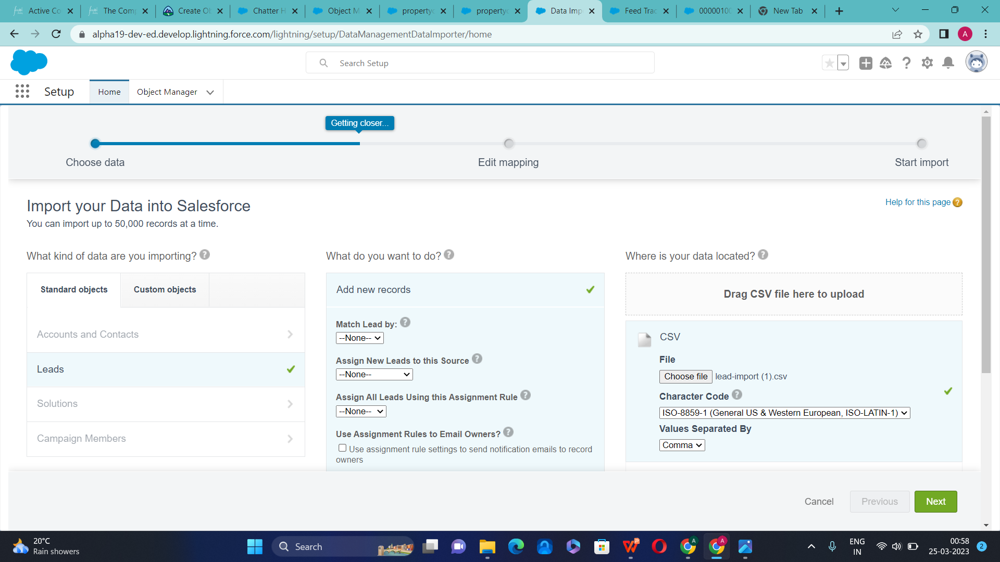 Active Co
The Comp
Create Ob
Chatter H
Object M
property
property
Data Imp
Feed Trac
00000100
New Tab
alpha19-dev-ed.develop.lightning.force.com/lightning/setup/DataManagementDataImporter/home
A
Search Setup
Setup
Home
Object Manager
Getting closer...
Choose data
Edit mapping
Start import
Import your Data into Salesforce
Help for this page ?
You can import up to 50,000 records at a time.
What kind of data are you importing? ?
What do you want to do? ?
Where is your data located? ?
Standard objects
Custom objects
Accounts and Contacts
Leads
Solutions
Campaign Members
Add new records
Match Lead by: ?
--None--
Assign New Leads to this Source ?
--None--
Assign All Leads Using this Assignment Rule ?
--None--
Use Assignment Rules to Email Owners? ?
Use assignment rule settings to send notification emails to record
owners
Drag CSV file here to upload
CSV
File
Choose file lead-import (1).csv
Character Code ?
ISO-8859-1 (General US & Western European, ISO-LATIN-1)
Values Separated By
Comma
Cancel
Previous
Next
20°C
Rain showers
Search
ENG
IN
00:58
25-03-2023
2